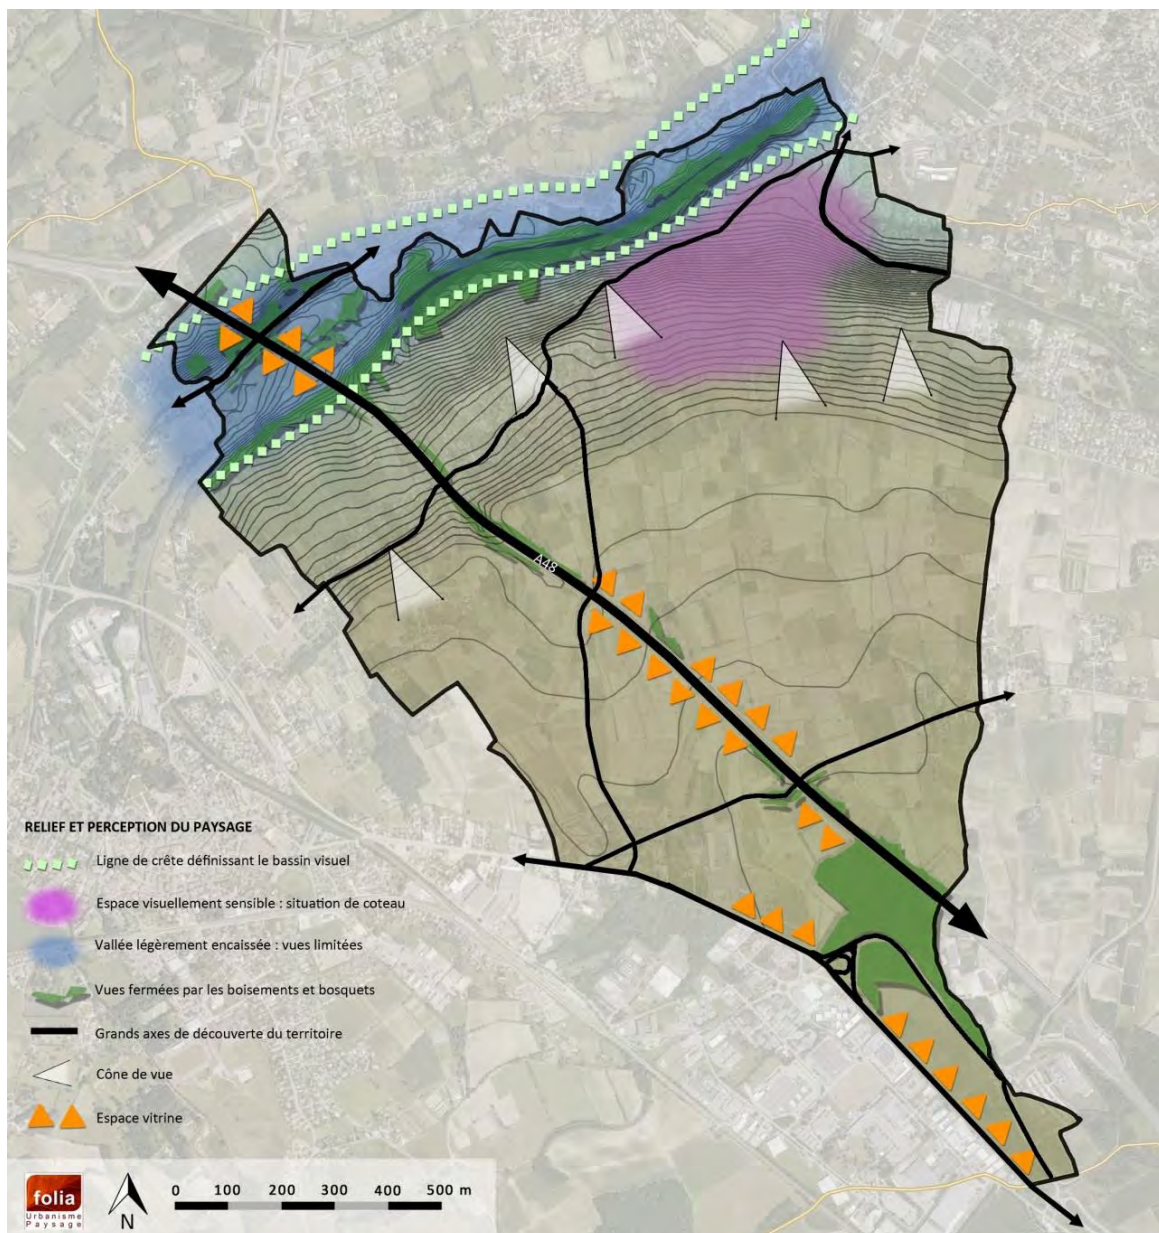 A48
RELIEF ET PERCEPTION DU PAYSAGE
Ligne de crête définissant le bassin visuel
Espace visuellement sensible : situation de coteau
Vallée légèrement encaissée : vues limitées
Vues fermées par les boisements et bosquets
Grands axes de découverte du territoire
Cône de vue
Espace vitrine
folia
Urbanisme
Paysage
N
0 100 200 300 400 500 m